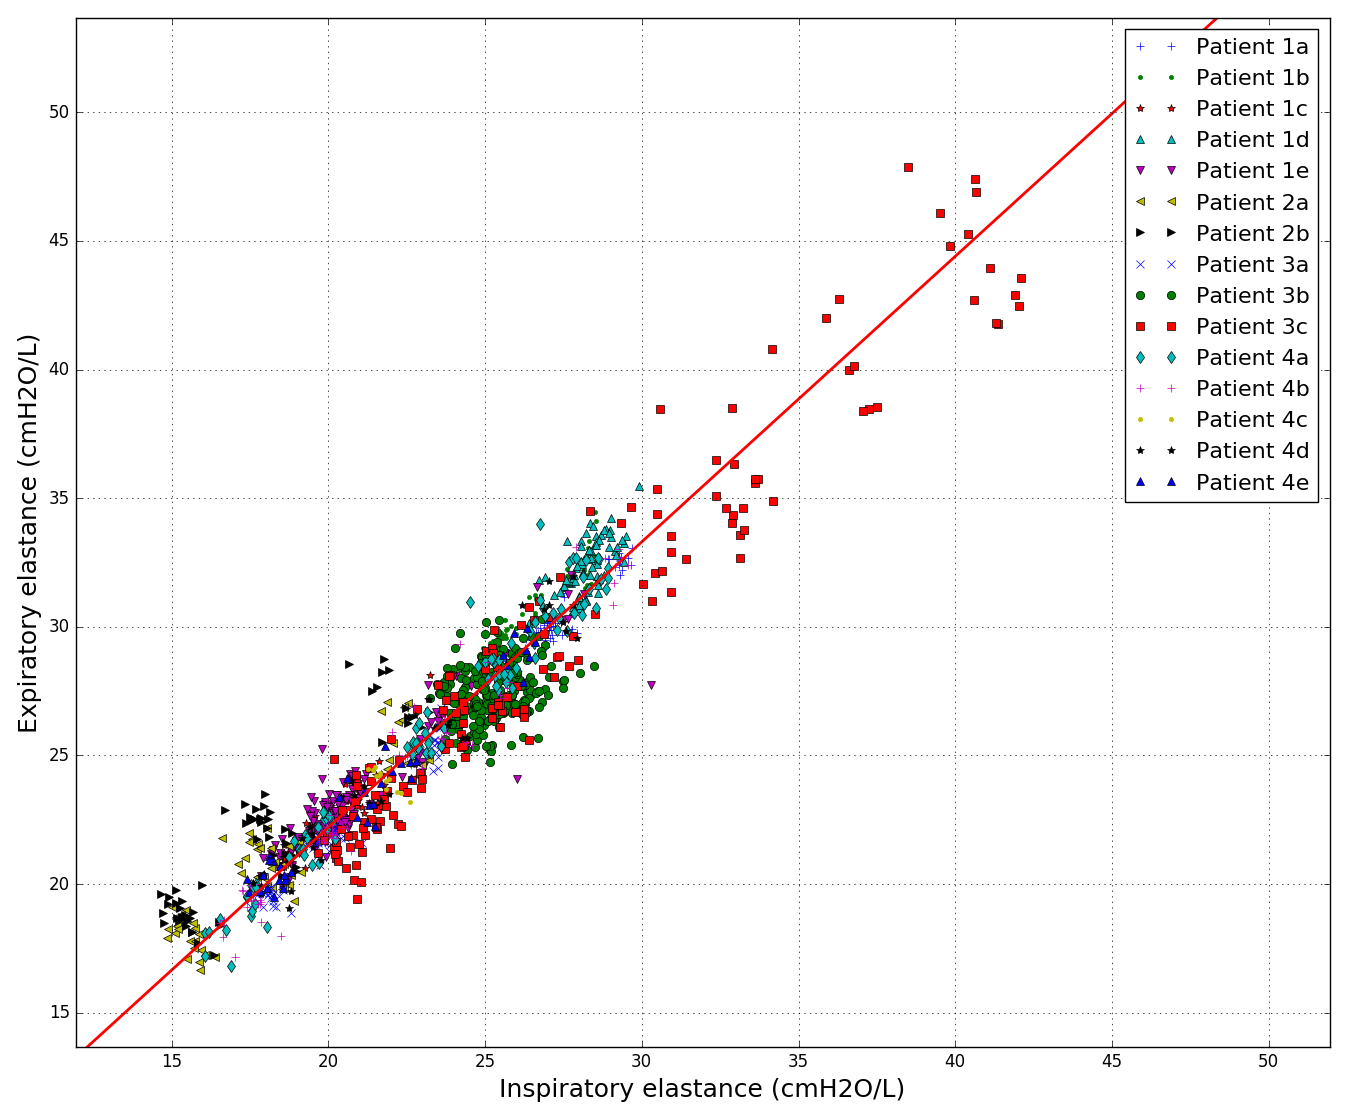 50
45
40
35
30
25
20
15
Expiratory elastance (cmH2O/L)
15 20 25 30 35 40 45 50
Inspiratory elastance (cmH2O/L)
Patient 1a
Patient 1b
Patient 1c
Patient 1d
Patient 1e
Patient 2a
Patient 2b
Patient 3a
Patient 3b
Patient 3c
Patient 4a
Patient 4b
Patient 4c
Patient 4d
Patient 4e